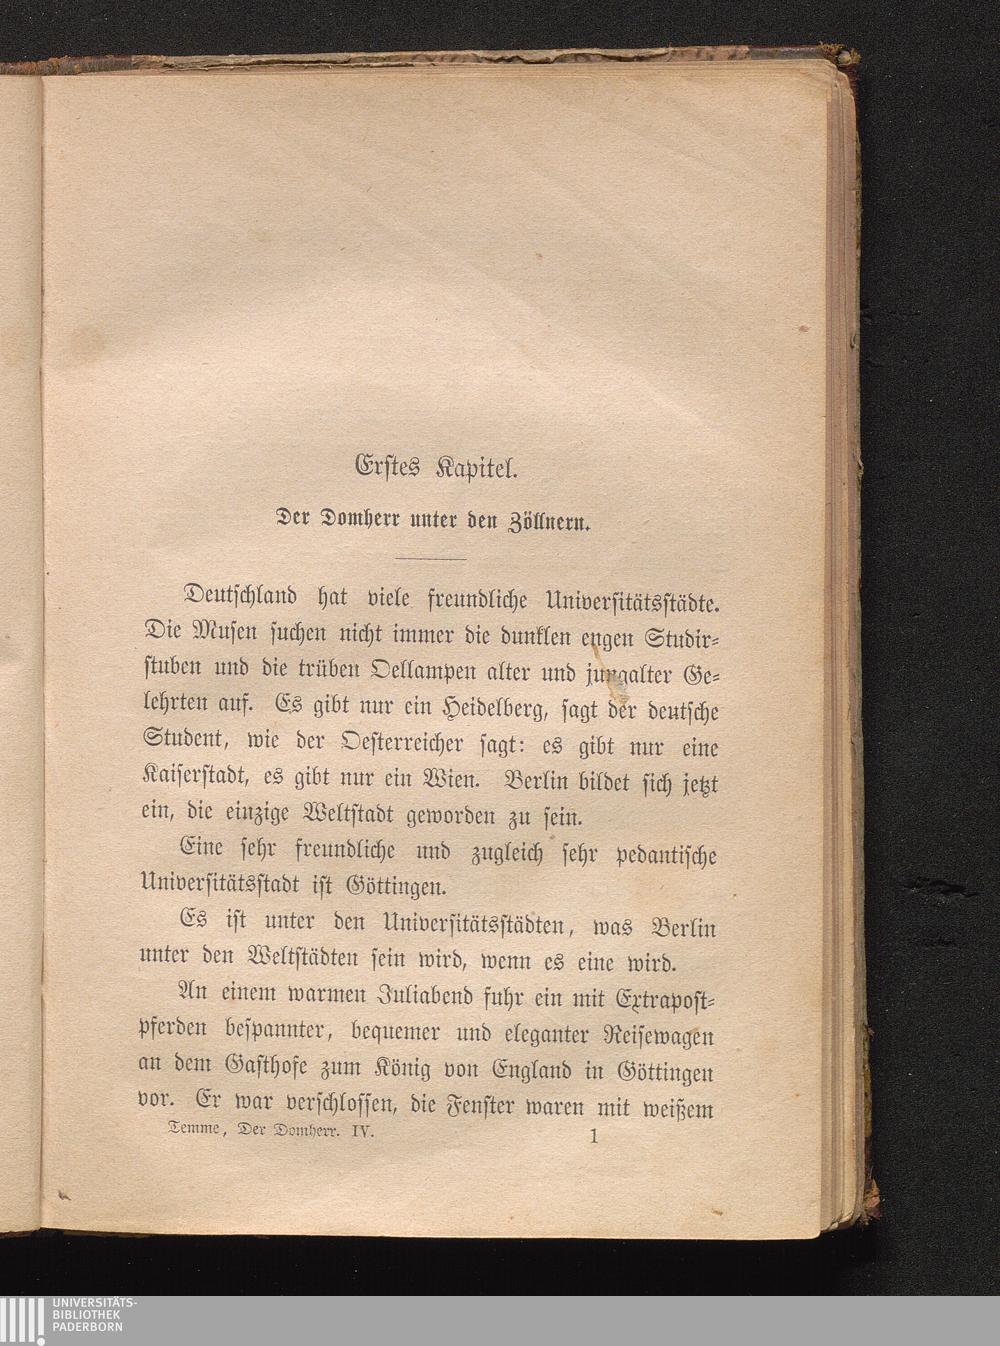 Erstes Kapitel.
Der Domherr unter den Zöllnern.
Deutschland hat viele freundliche Universitätsstädte.
Die Musen suchen nicht immer die dunklen engen Studir-
stuben und die trüben Oellampen alter und jungalter Ge-
lehrten auf. Es gibt nur ein Heidelberg, sagt der deutsche
Student, wie der Oesterreicher sagt: es gibt nur eine
Kaiserstadt, es gibt nur ein Wien. Berlin bildet sich jetzt
ein, die einzige Weltstadt geworden zu sein.
Eine sehr freundliche und zugleich sehr pedantische
Universitätsstadt ist Göttingen.
Es ist unter den Universitätsstädten, was Berlin
unter den Weltstädten sein wird, wenn es eine wird.
An einem warmen Juliabend fuhr ein mit Extrapost-
pferden bespannter, bequemer und eleganter Reisewagen
an dem Gasthofe zum König von England in Göttingen
vor. Er war verschlossen, die Fenster waren mit weißem
Temme, Der Domherr. IV. 1
UNIVERSITÄTS-
BIBLIOTHEK
PADERBORN